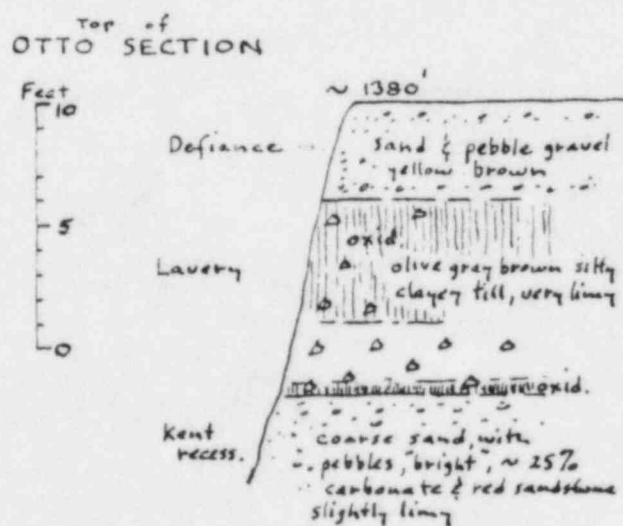 Top of
OTTO SECTION
Feet
10
5
0
~ 1380'
Defiance
sand & pebble gravel
yellow brown
Lavery
oxid.
olive gray brown silty
clayey till, very limy
oxid.
Kent
recess.
coarse sand, with
pebbles, "bright", ~ 25%
carbonate & red sandstone
slightly limy